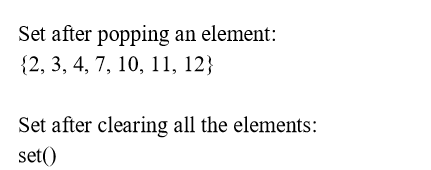 Set after popping an element:
{2, 3, 4, 7, 10, 11, 12}
Set after clearing all the elements:
set()